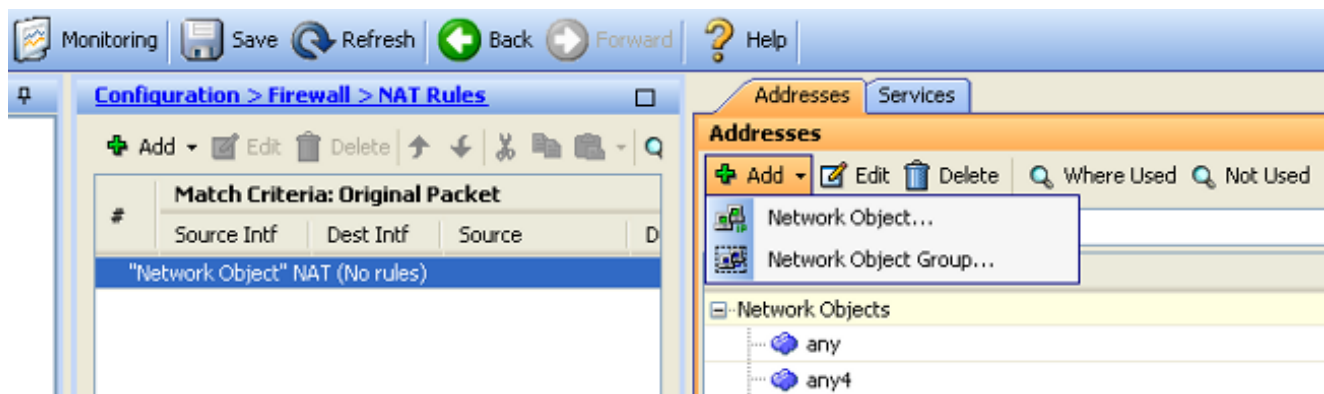 Monitoring Save Refresh Back Forward Help
Configuration > Firewall > NAT Rules
Add Edit Delete
# Match Criteria: Original Packet
Source Intf Dest Intf Source D
"Network Object" NAT (No rules)
Addresses Services
Addresses
Add Edit Delete Where Used Not Used
Network Object...
Network Object Group...
Network Objects
any
any4